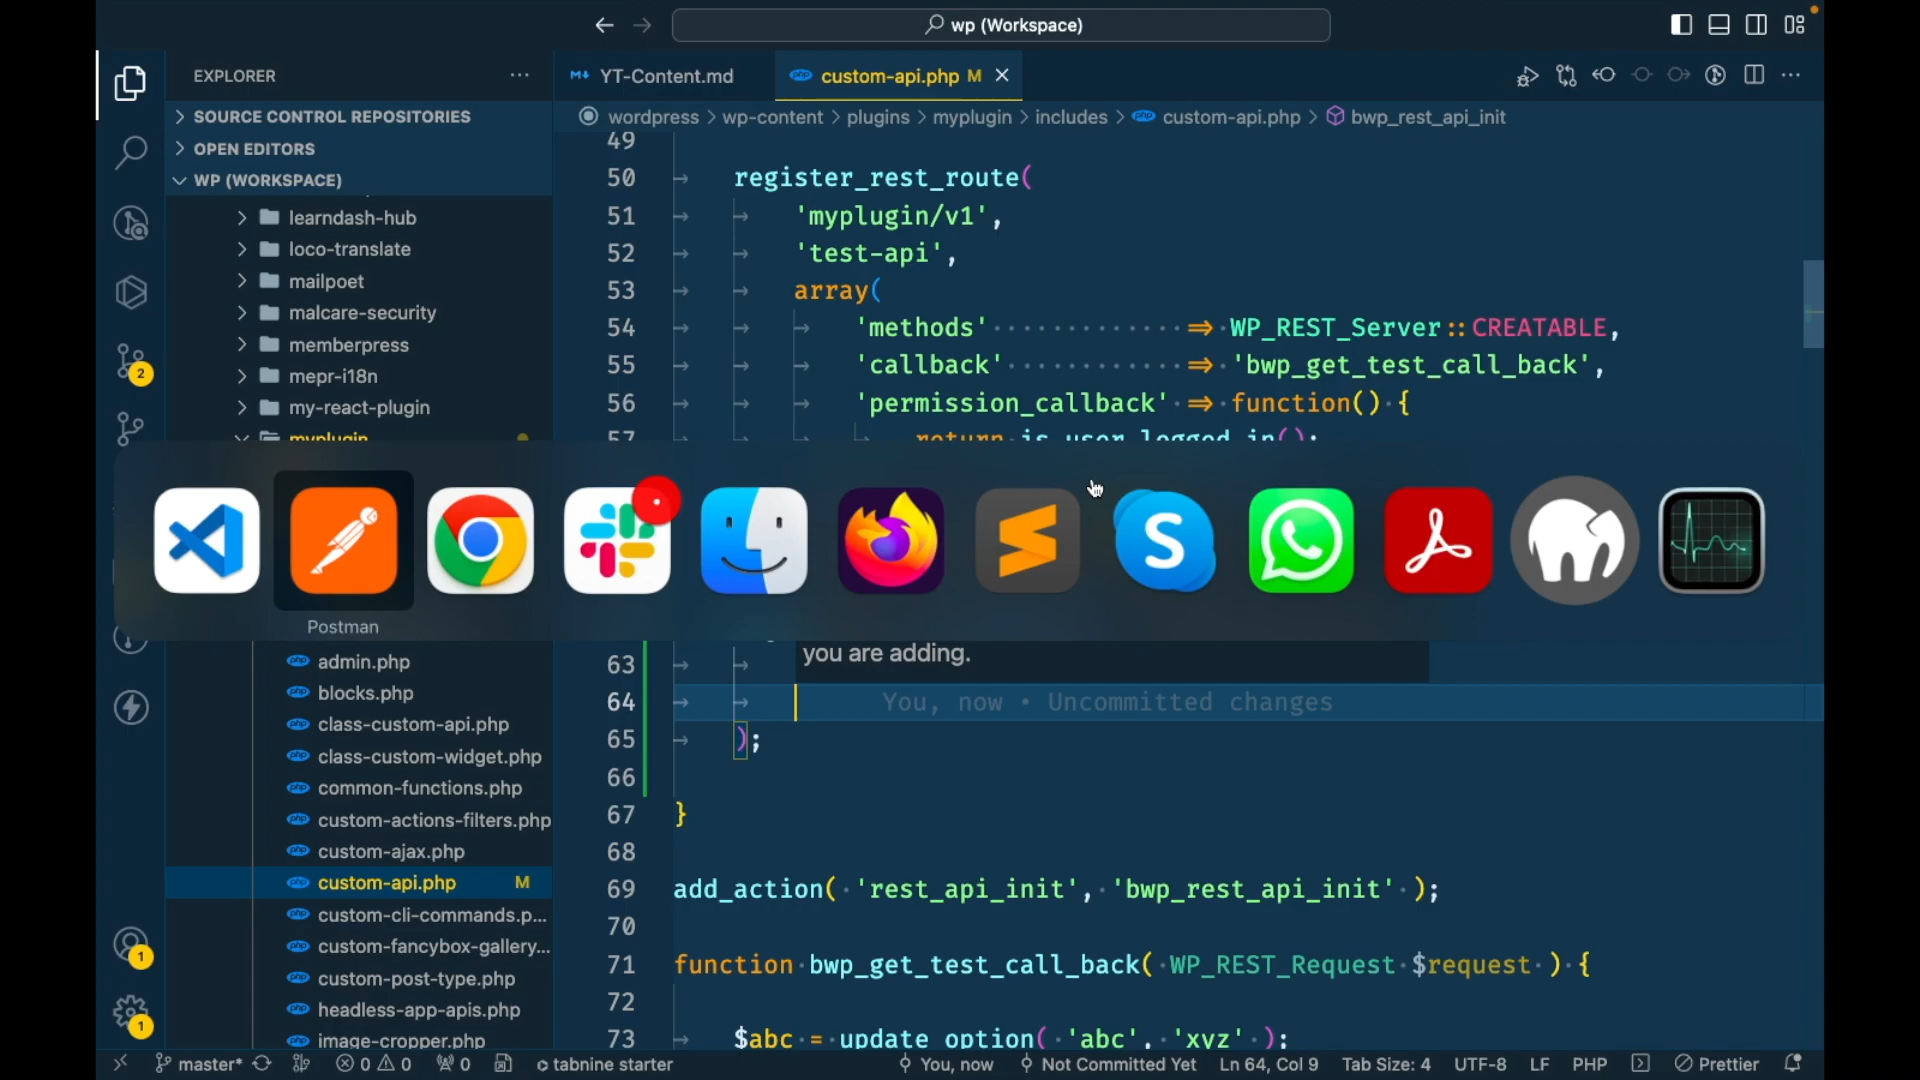 wp (Workspace)
EXPLORER
YT-Content.md
custom-api.php M
SOURCE CONTROL REPOSITORIES
wordpress > wp-content > plugins > myplugin > includes > custom-api.php > bwp_rest_api_init
OPEN EDITORS
WP (WORKSPACE)
learndash-hub
loco-translate
mailpoet
malcare-security
memberpress
mepr-i18n
my-react-plugin
myplugin
49
50 register_rest_route(
51 'myplugin/v1',
52 'test-api',
53 array(
54 'methods' => WP_REST_Server::CREATABLE,
55 'callback' => 'bwp_get_test_call_back',
56 'permission_callback' => function() {
57 return is_user_logged_in();
2
S
Postman
you are adding.
admin.php
blocks.php
class-custom-api.php
class-custom-widget.php
common-functions.php
custom-actions-filters.php
custom-ajax.php
custom-api.php M
custom-cli-commands.p...
custom-fancybox-gallery...
custom-post-type.php
headless-app-apis.php
image-cropper.php
63
64 You, now • Uncommitted changes
65 );
66
67 }
68
69 add_action( 'rest_api_init', 'bwp_rest_api_init' );
70
71 function bwp_get_test_call_back( WP_REST_Request $request ) {
72
73 $abc = update_option( 'abc', 'xyz' );
1
1
master* 0 0 0 tabnine starter You, now Not Committed Yet Ln 64, Col 9 Tab Size: 4 UTF-8 LF PHP Prettier